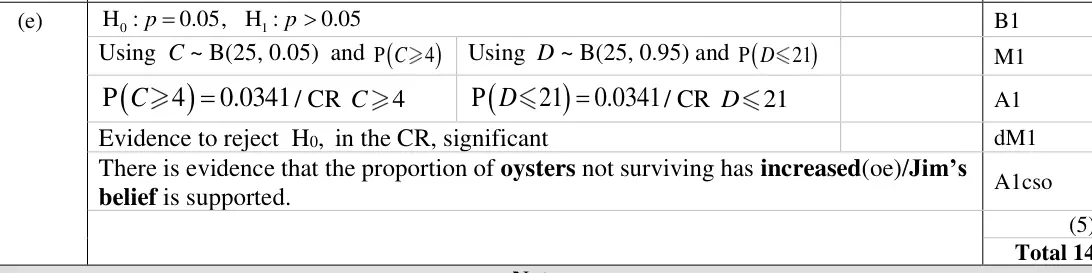 (e) H₀ : p = 0.05, H₁ : p > 0.05 B1
Using C ~ B(25, 0.05) and P(C⩾4) Using D ~ B(25, 0.95) and P(D⩽21) M1
P(C⩾4) = 0.0341 / CR C⩾4 P(D⩽21) = 0.0341 / CR D⩽21 A1
Evidence to reject H₀, in the CR, significant dM1
There is evidence that the proportion of oysters not surviving has increased(oe)/Jim's
belief is supported. A1cso
(5)
Total 14